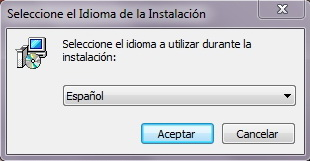 Seleccione el Idioma de la Instalación
Seleccione el idioma a utilizar durante la
instalación:
Español
Aceptar
Cancelar